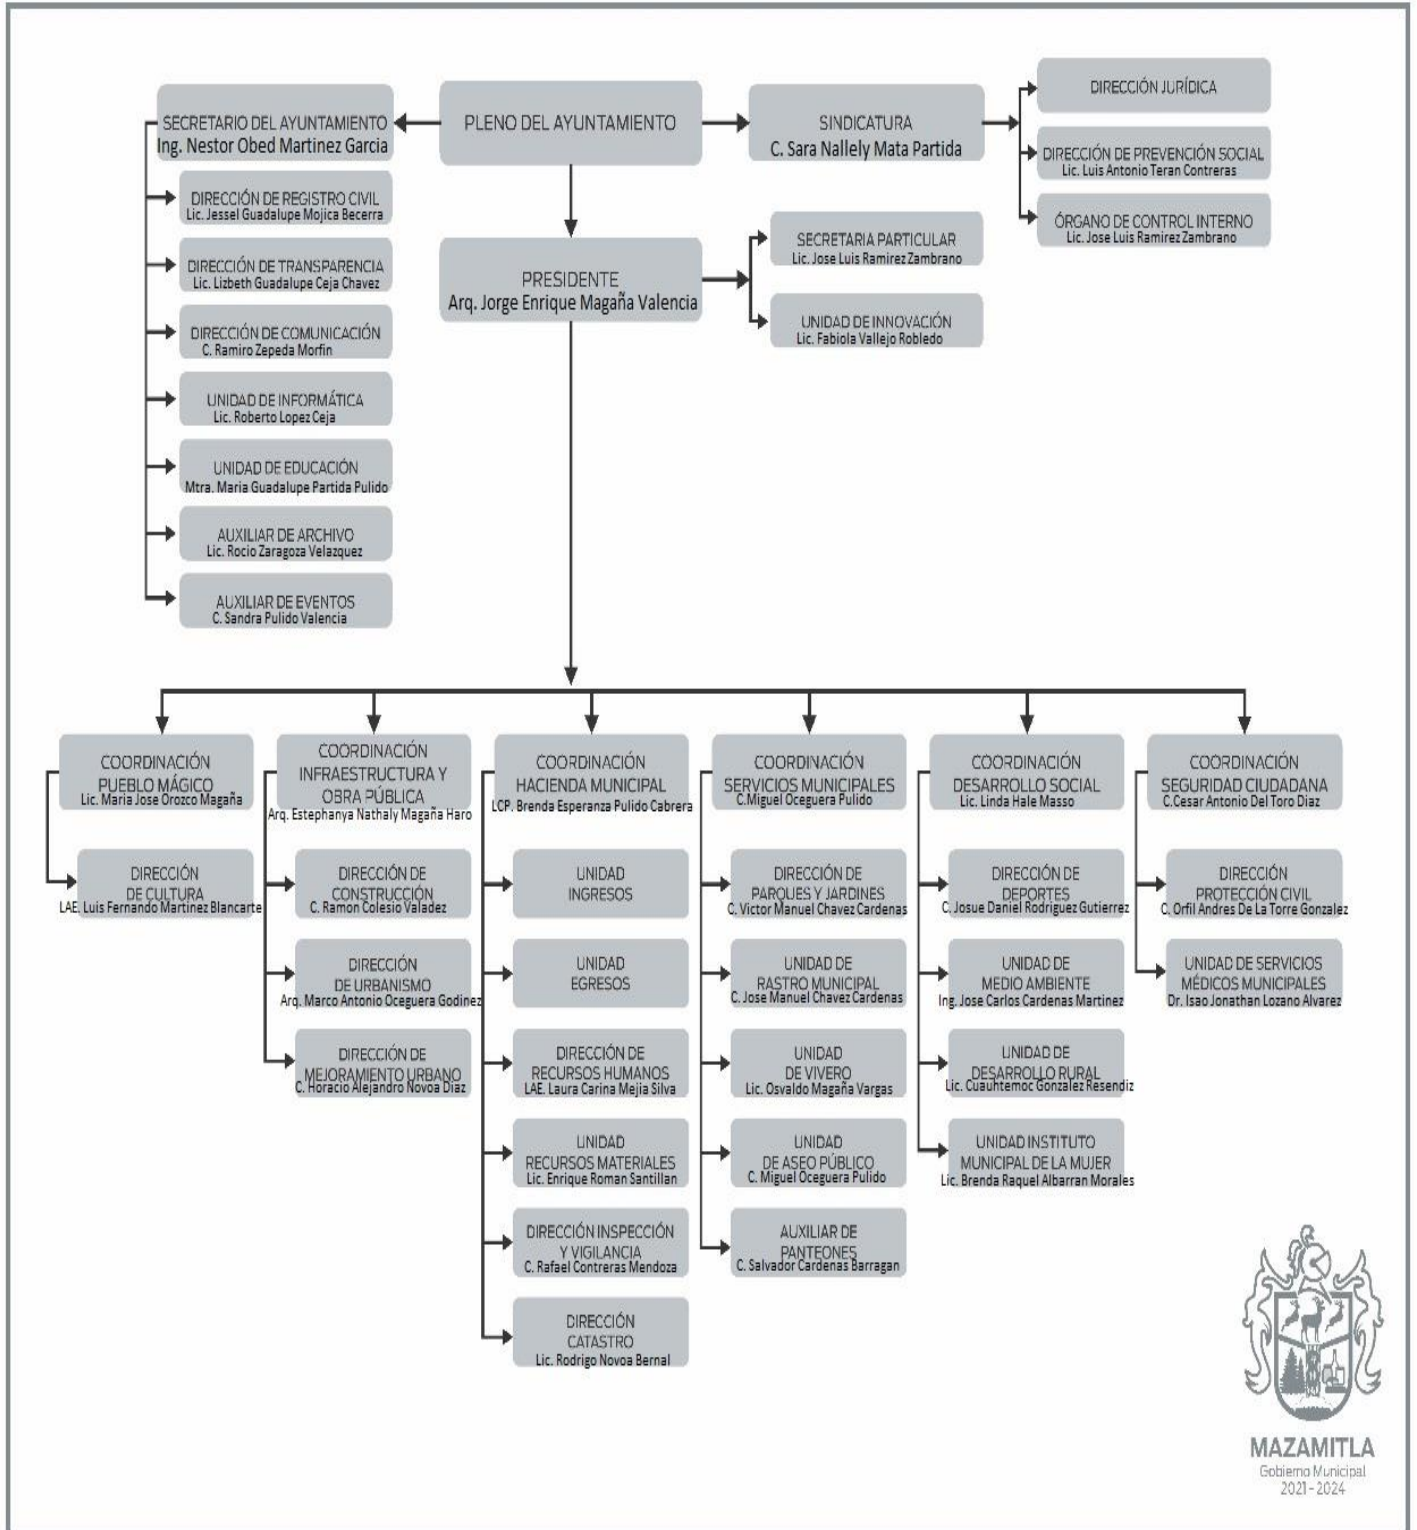 PLENO DEL AYUNTAMIENTO
SECRETARIO DEL AYUNTAMIENTO
Ing. Nestor Obed Martinez Garcia
DIRECCIÓN DE REGISTRO CIVIL
Lic. Jessel Guadalupe Mojica Becerra
DIRECCIÓN DE TRANSPARENCIA
Lic. Lizbeth Guadalupe Ceja Chavez
DIRECCIÓN DE COMUNICACIÓN
C. Ramiro Zepeda Morfin
UNIDAD DE INFORMÁTICA
Lic. Roberto Lopez Ceja
UNIDAD DE EDUCACIÓN
Mtra. Maria Guadalupe Partida Pulido
AUXILIAR DE ARCHIVO
Lic. Rocio Zaragoza Velazquez
AUXILIAR DE EVENTOS
C. Sandra Pulido Valencia
SINDICATURA
C. Sara Nallely Mata Partida
DIRECCIÓN JURÍDICA
DIRECCIÓN DE PREVENCIÓN SOCIAL
Lic. Luis Antonio Teran Contreras
ÓRGANO DE CONTROL INTERNO
Lic. Jose Luis Ramirez Zambrano
PRESIDENTE
Arq. Jorge Enrique Magaña Valencia
SECRETARIA PARTICULAR
Lic. Jose Luis Ramirez Zambrano
UNIDAD DE INNOVACIÓN
Lic. Fabiola Vallejo Robledo
COORDINACIÓN
PUEBLO MÁGICO
Lic. Maria Jose Orozco Magaña
DIRECCIÓN
DE CULTURA
LAE. Luis Fernando Martinez Blancarte
COORDINACIÓN
INFRAESTRUCTURA Y
OBRA PÚBLICA
Arq. Estephanya Nathaly Magaña Haro
DIRECCIÓN DE
CONSTRUCCIÓN
C. Ramon Colesio Valadez
DIRECCIÓN
DE URBANISMO
Arq. Marco Antonio Oceguera Godinez
DIRECCIÓN DE
MEJORAMIENTO URBANO
C. Horacio Alejandro Novoa Diaz
COORDINACIÓN
HACIENDA MUNICIPAL
LCP. Brenda Esperanza Pulido Cabrera
UNIDAD
INGRESOS
UNIDAD
EGRESOS
DIRECCIÓN DE
RECURSOS HUMANOS
LAE. Laura Carina Mejia Silva
UNIDAD
RECURSOS MATERIALES
Lic. Enrique Roman Santillan
DIRECCIÓN INSPECCIÓN
Y VIGILANCIA
C. Rafael Contreras Mendoza
DIRECCIÓN
CATASTRO
Lic. Rodrigo Novoa Bernal
COORDINACIÓN
SERVICIOS MUNICIPALES
C.Miguel Oceguera Pulido
DIRECCIÓN DE
PARQUES Y JARDINES
C. Victor Manuel Chavez Cardenas
UNIDAD DE
RASTRO MUNICIPAL
C. Jose Manuel Chavez Cardenas
UNIDAD
DE VIVERO
Lic. Osvaldo Magaña Vargas
UNIDAD
DE ASEO PÚBLICO
C. Miguel Oceguera Pulido
AUXILIAR DE
PANTEONES
C. Salvador Cardenas Barragan
COORDINACIÓN
DESARROLLO SOCIAL
Lic. Linda Hale Masso
DIRECCIÓN DE
DEPORTES
C. Josue Daniel Rodriguez Gutierrez
UNIDAD DE
MEDIO AMBIENTE
Ing. Jose Carlos Cardenas Martinez
UNIDAD DE
DESARROLLO RURAL
Lic. Cuauhtemoc Gonzalez Resendiz
UNIDAD INSTITUTO
MUNICIPAL DE LA MUJER
Lic. Brenda Raquel Albarran Morales
COORDINACIÓN
SEGURIDAD CIUDADANA
C.Cesar Antonio Del Toro Diaz
DIRECCIÓN
PROTECCIÓN CIVIL
C. Orfil Andres De La Torre Gonzalez
UNIDAD DE SERVICIOS
MÉDICOS MUNICIPALES
Dr. Isao Jonathan Lozano Alvarez
MAZAMITLA
Gobierno Municipal
2021 - 2024